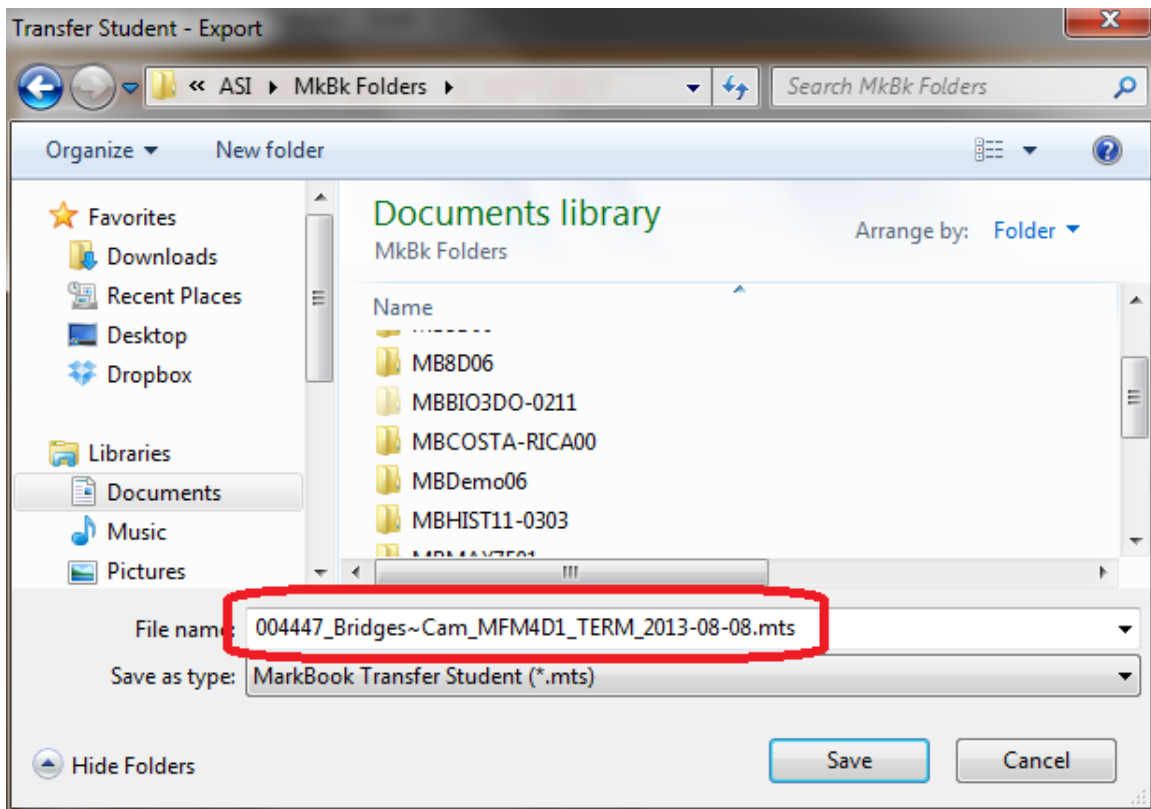 Transfer Student - Export
« ASI ▸ MkBk Folders ▸
Search MkBk Folders
Organize ▾ New folder
Favorites
Downloads
Recent Places
Desktop
Dropbox
Libraries
Documents
Music
Pictures
Documents library
MkBk Folders
Arrange by: Folder ▾
Name
MB8D06
MBBIO3DO-0211
MBCOSTA-RICA00
MBDemo06
MBHIST11-0303
File name: 004447_Bridges~Cam_MFM4D1_TERM_2013-08-08.mts
Save as type: MarkBook Transfer Student (*.mts)
Hide Folders
Save Cancel